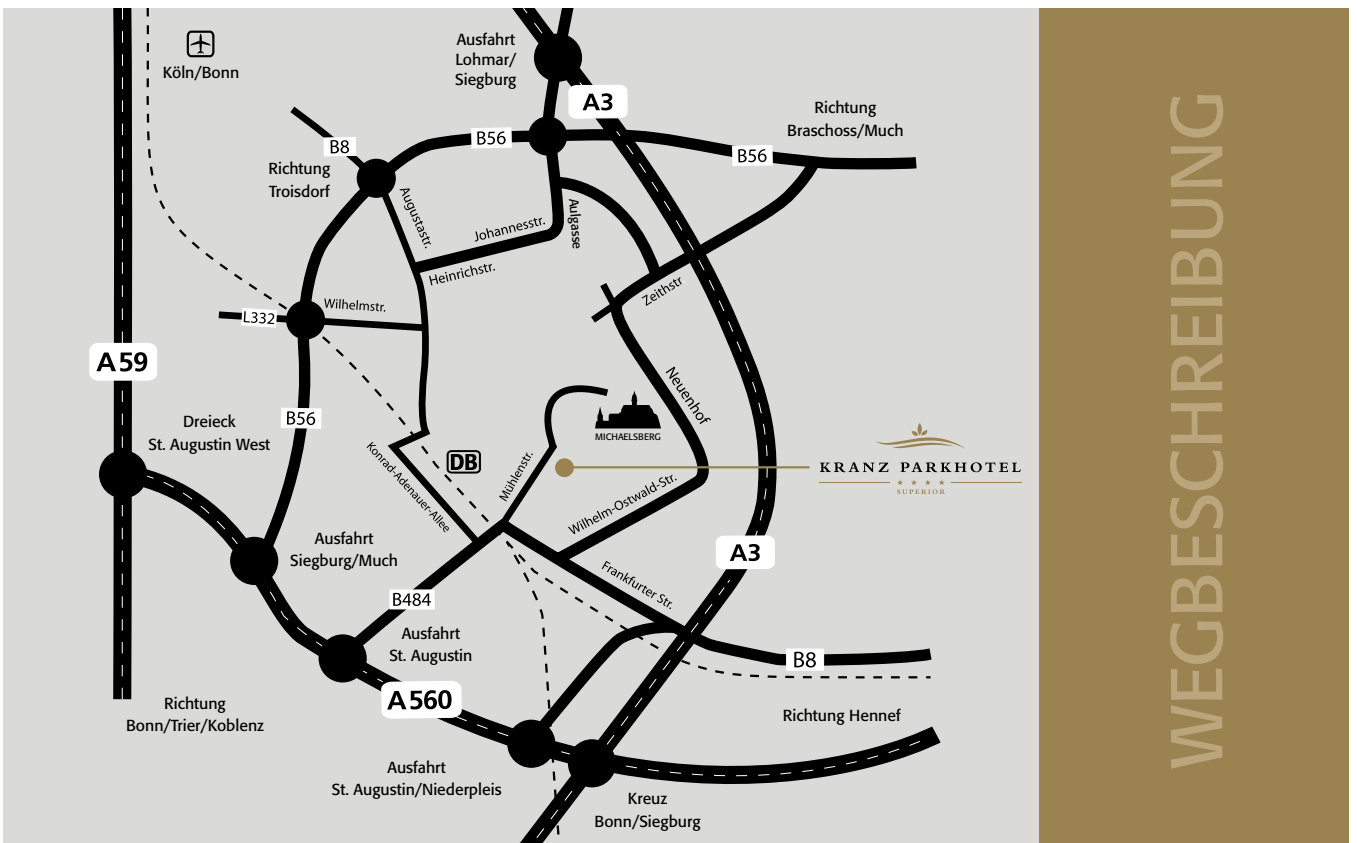 Köln/Bonn
Ausfahrt
Lohmar/
Siegburg
A3
Richtung
Braschoss/Much
B8
B56
B56
Richtung
Troisdorf
Augustastr.
Johannesstr.
Aulgasse
Heinrichstr.
Zeithstr
L332
Wilhelmstr.
A59
B56
Dreieck
St. Augustin West
Neuenhof
MICHAELSBERG
DB
Konrad-Adenauer-Allee
Mühlenstr.
Wilhelm-Ostwald-Str.
KRANZ PARKHOTEL
SUPERIOR
Ausfahrt
Siegburg/Much
A3
Frankfurter Str.
B484
Ausfahrt
St. Augustin
B8
A560
Richtung
Bonn/Trier/Koblenz
Richtung Hennef
Ausfahrt
St. Augustin/Niederpleis
Kreuz
Bonn/Siegburg
WEGBESCHREIBUNG